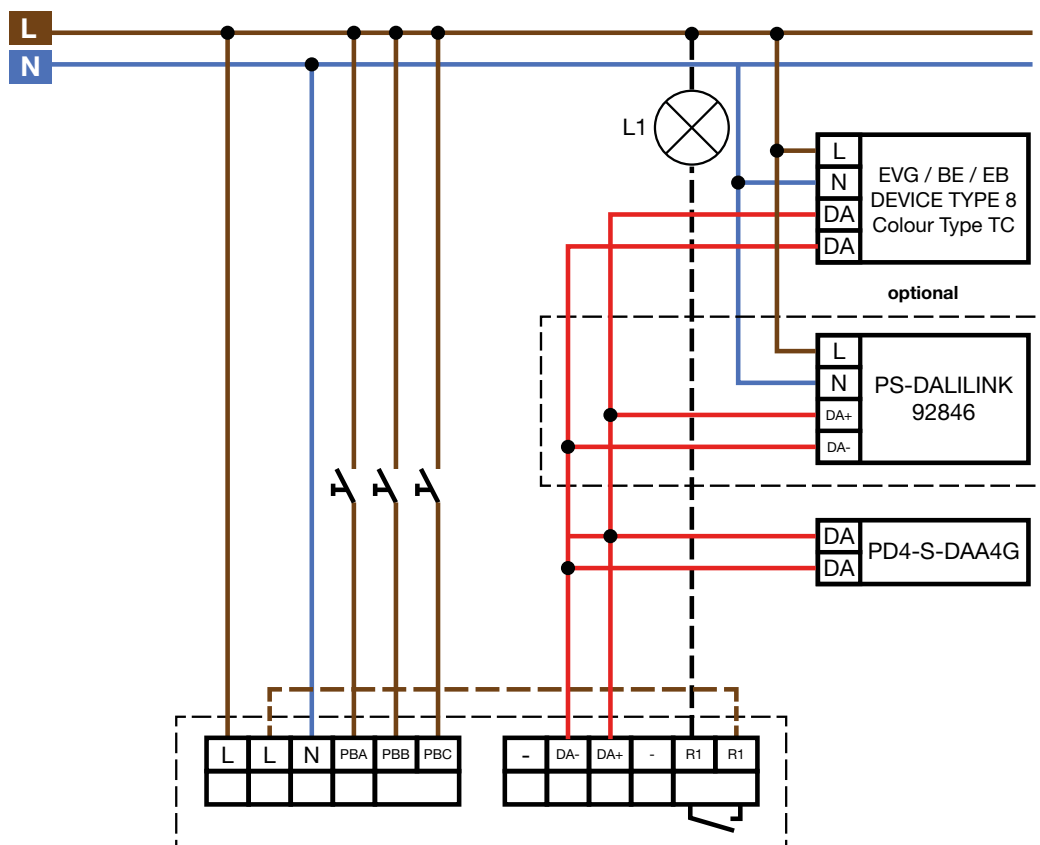 L
N
L1
L
N
DA
DA
EVG / BE / EB
DEVICE TYPE 8
Colour Type TC
optional
L
N
DA+
DA-
PS-DALILINK
92846
DA
DA
PD4-S-DAA4G
L L N PBA PBB PBC - DA- DA+ - R1 R1